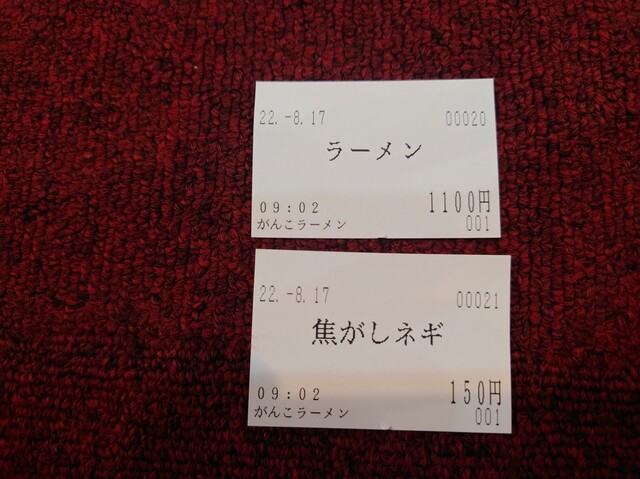 22.-8.17 00020
ラーメン
09:02 1100円
がんこラーメン 001
22.-8.17 00021
焦がしネギ
09:02 150円
がんこラーメン 001